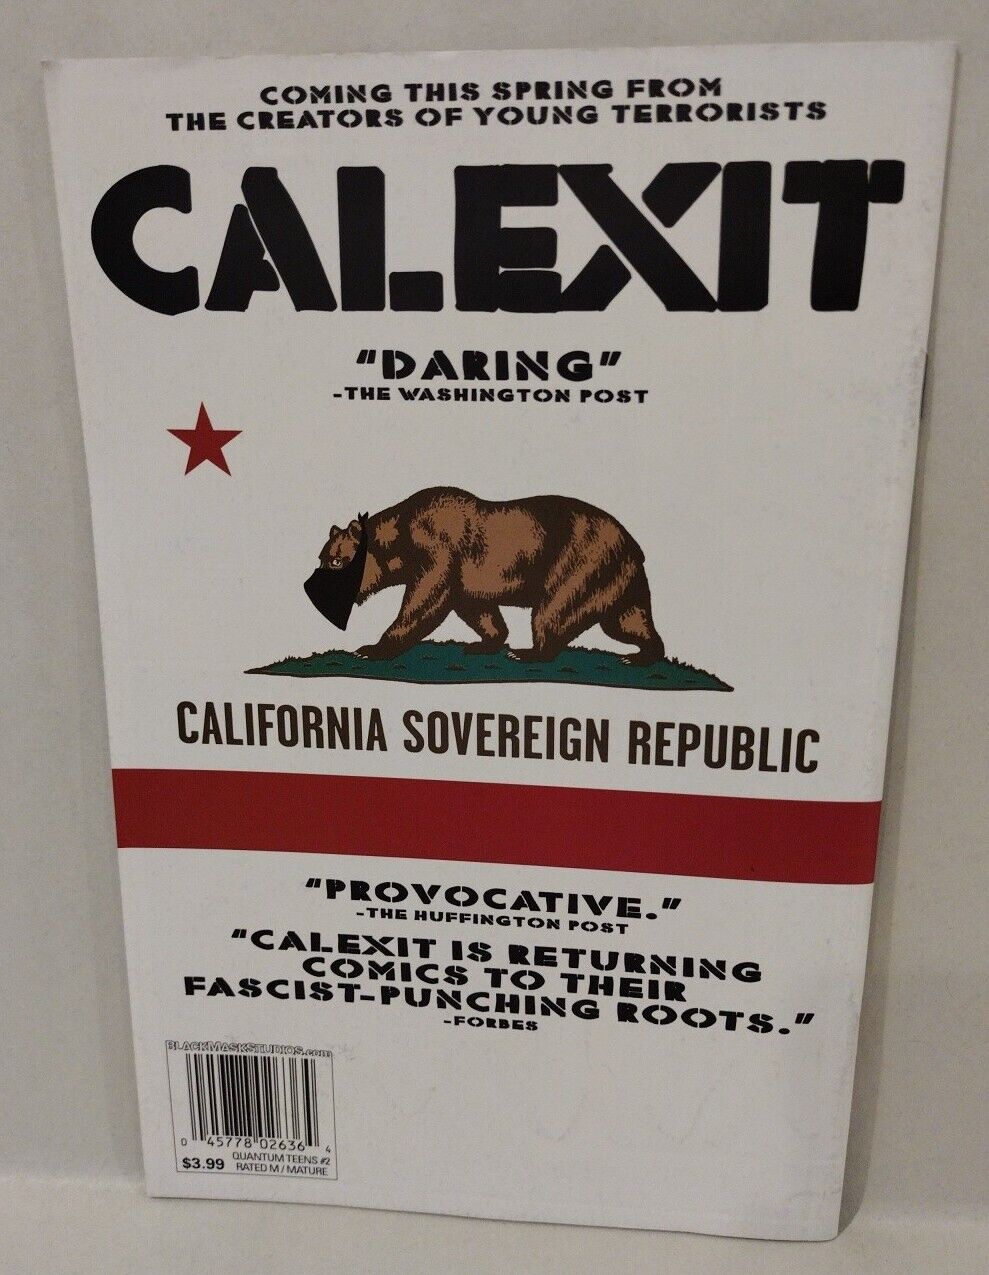 COMING THIS SPRING FROM
THE CREATORS OF YOUNG TERRORISTS
CALEXIT
"DARING"
-THE WASHINGTON POST
CALIFORNIA SOVEREIGN REPUBLIC
"PROVOCATIVE."
-THE HUFFINGTON POST
"CALEXIT IS RETURNING
COMICS TO THEIR
FASCIST-PUNCHING ROOTS."
-FORBES
BLACKMASKSTUDIOS.com
0 45778 02636 4
$3.99 QUANTUM TEENS #2
RATED M / MATURE